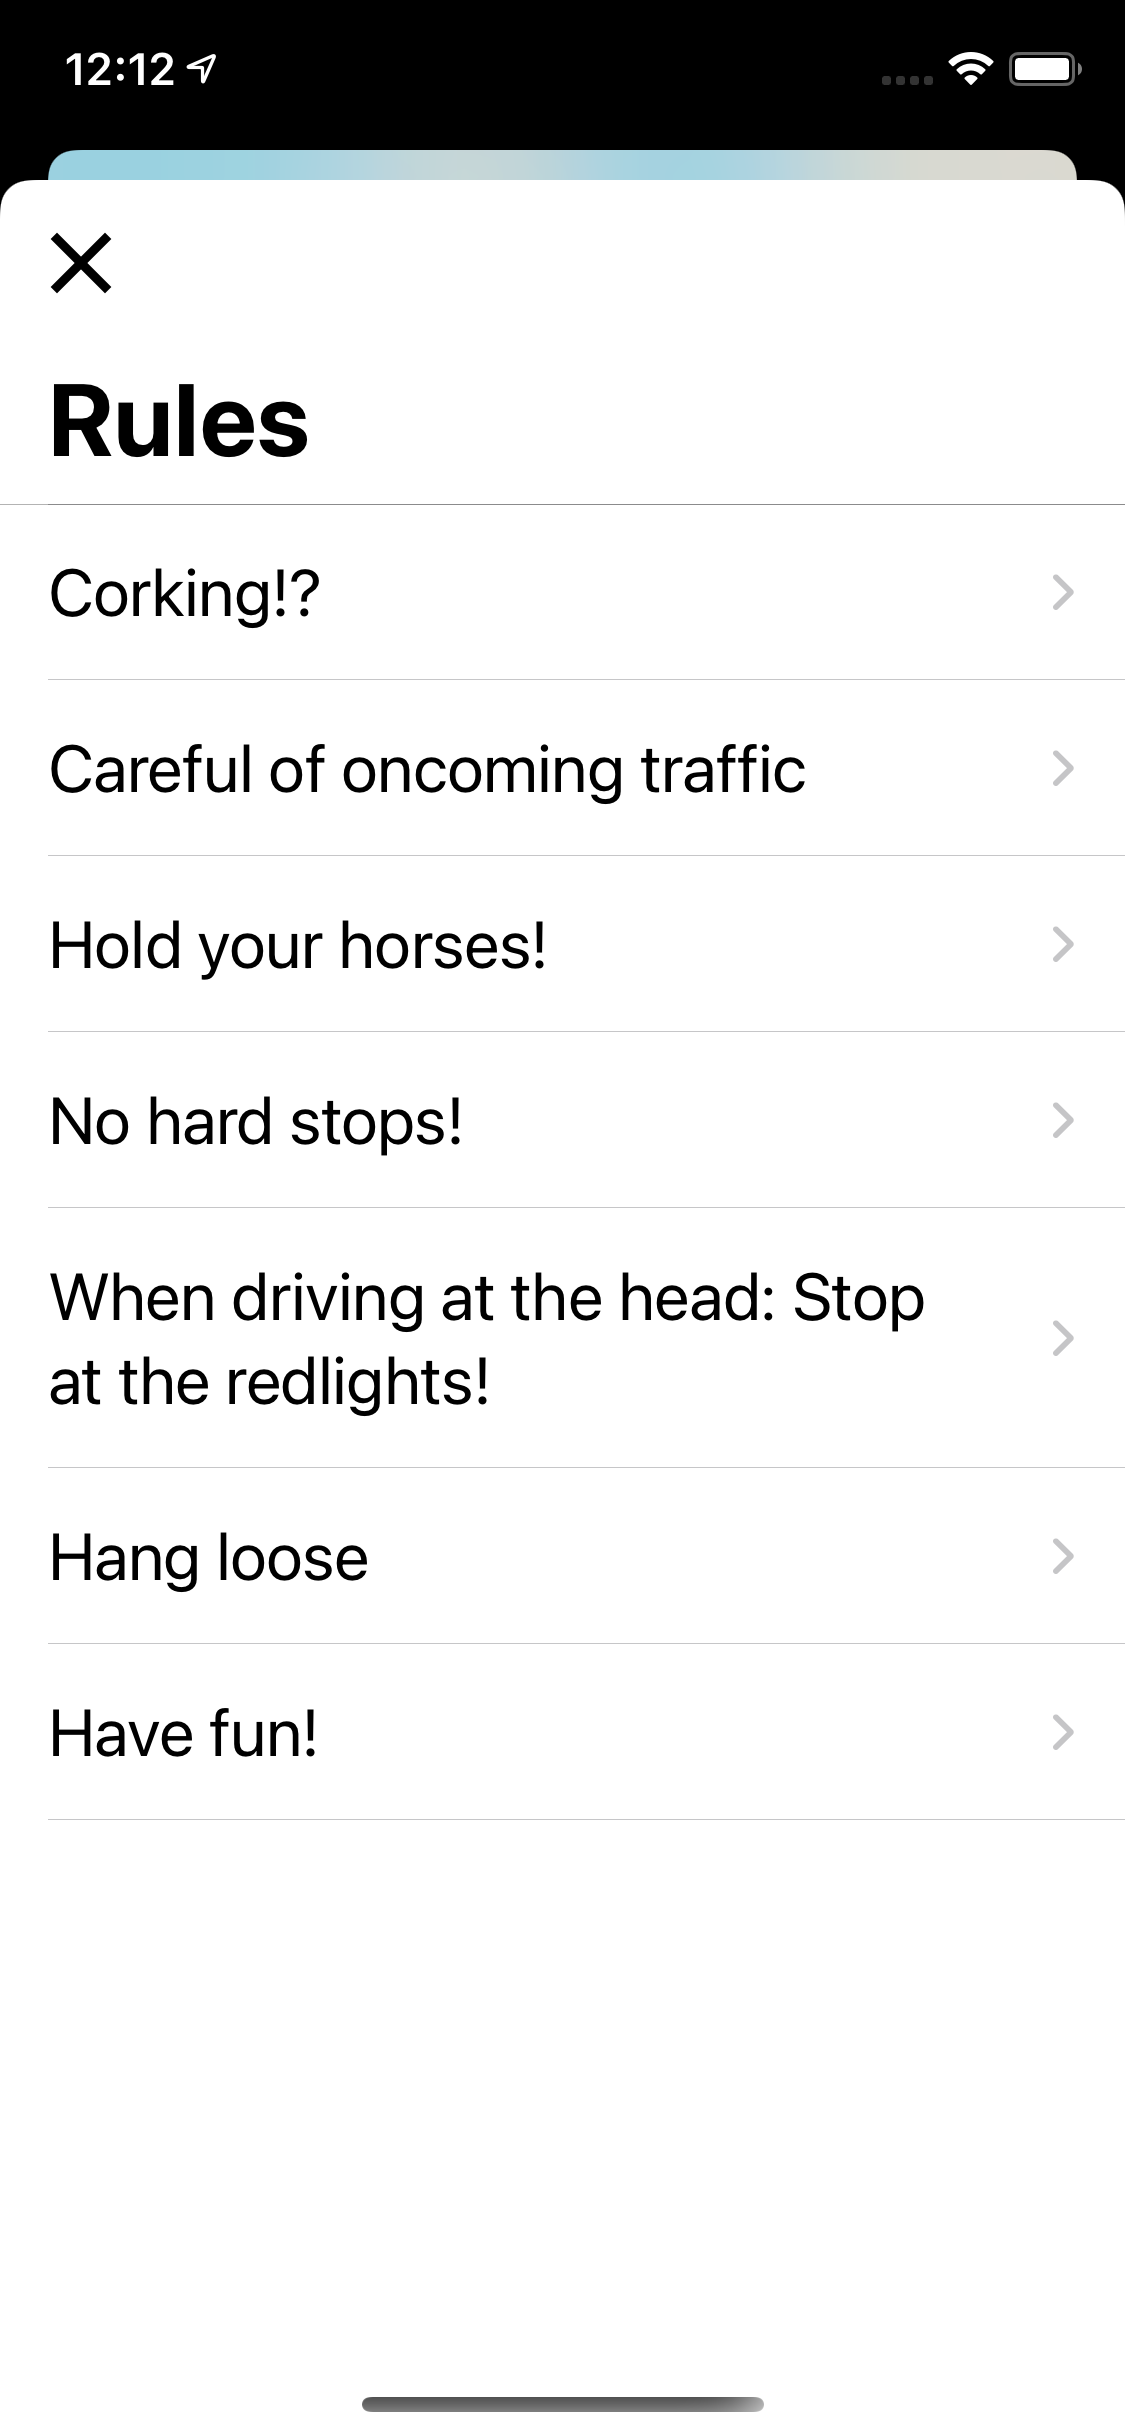 12:12
Rules
Corking!?
Careful of oncoming traffic
Hold your horses!
No hard stops!
When driving at the head: Stop
at the redlights!
Hang loose
Have fun!